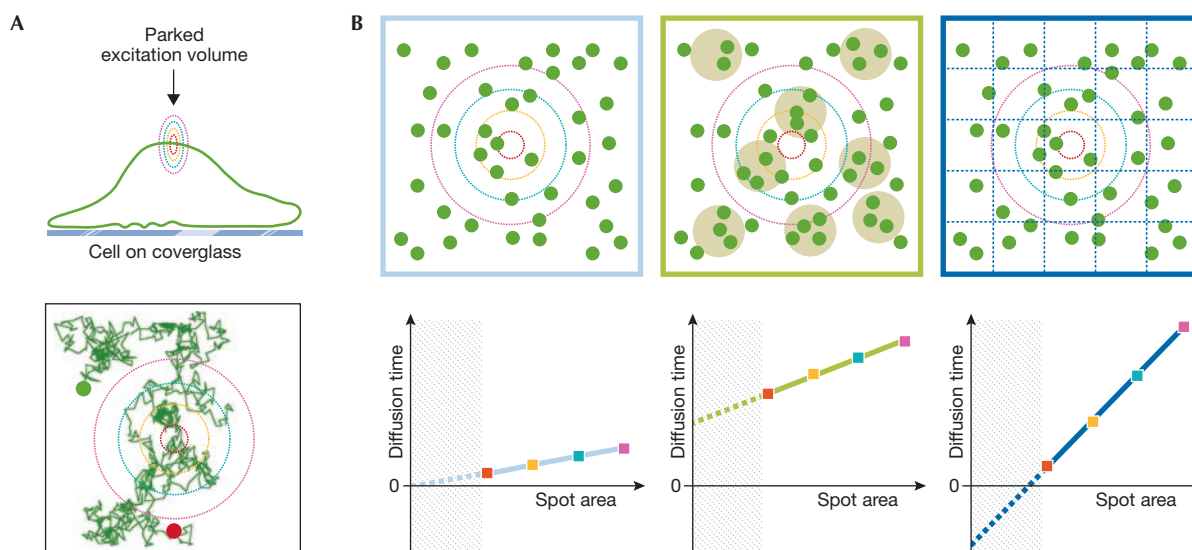 A
Parked
excitation volume
Cell on coverglass
B
Diffusion time
0
Spot area
Diffusion time
0
Spot area
Diffusion time
0
Spot area